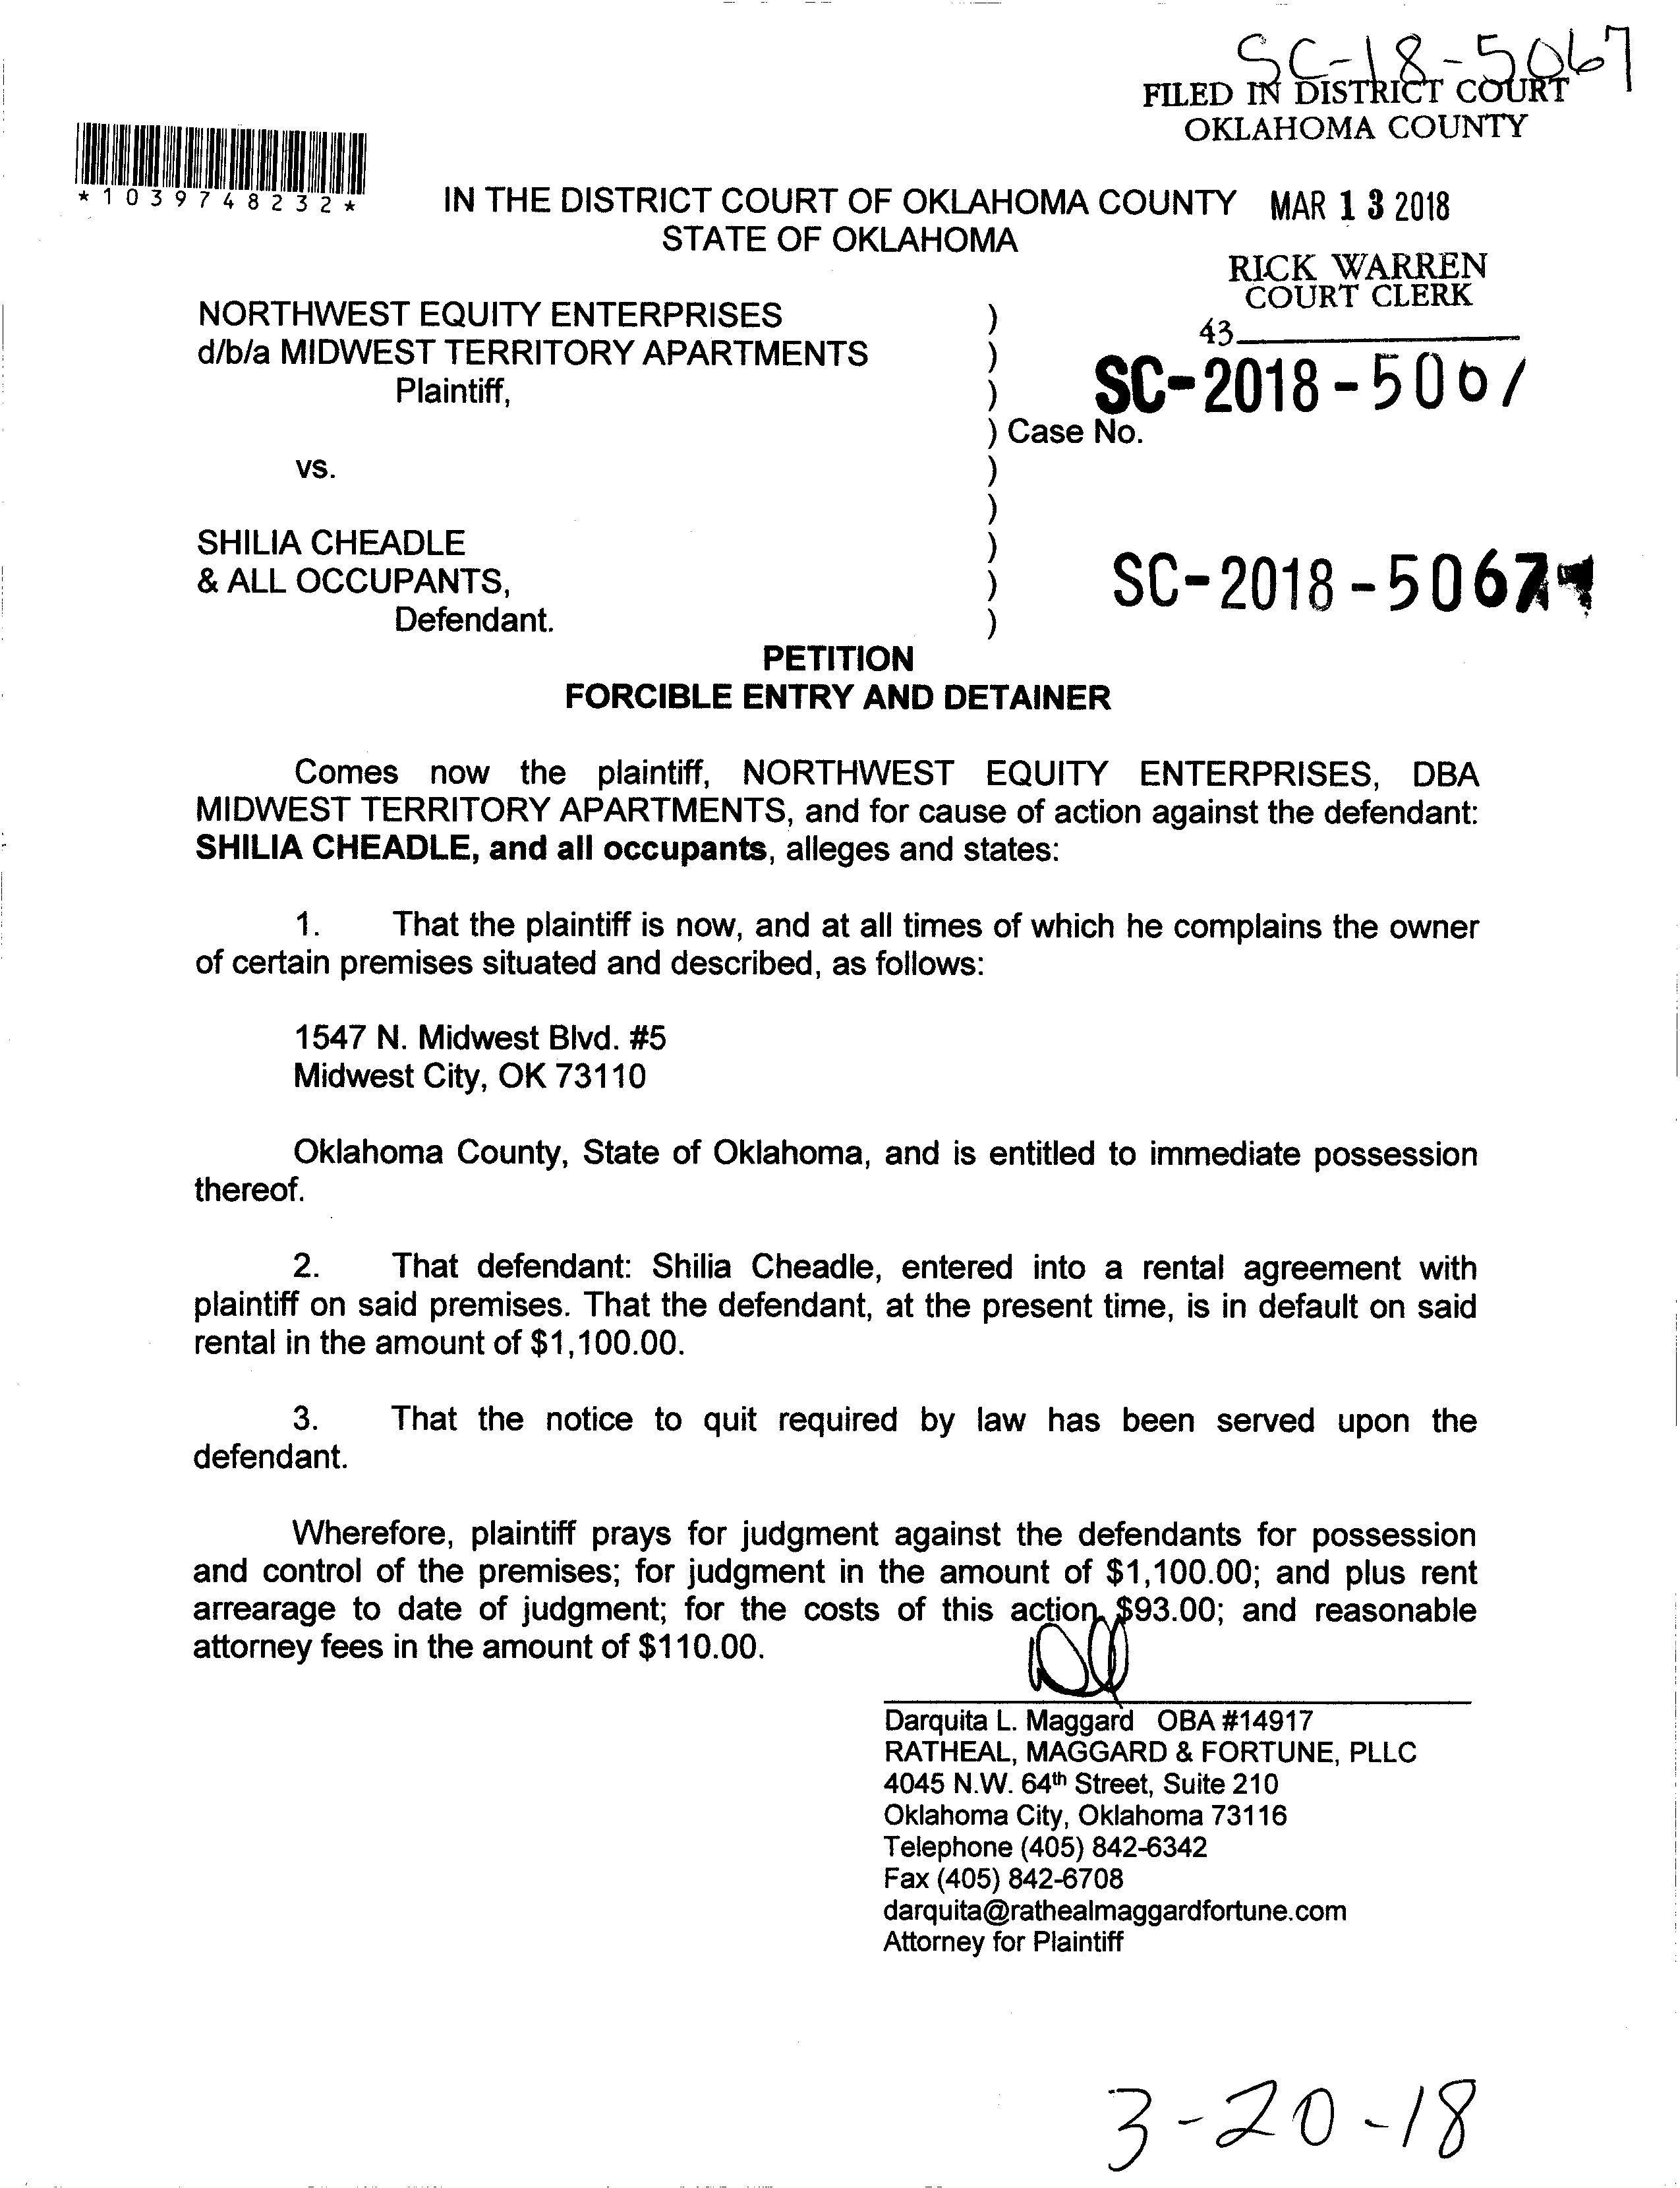 SC-18-5067
FILED IN DISTRICT COURT
OKLAHOMA COUNTY
*1039748232*
IN THE DISTRICT COURT OF OKLAHOMA COUNTY MAR 13 2018
STATE OF OKLAHOMA
RICK WARREN
COURT CLERK
43
NORTHWEST EQUITY ENTERPRISES )
d/b/a MIDWEST TERRITORY APARTMENTS )
Plaintiff, )
SC-2018-5067
) Case No.
vs. )
)
SHILIA CHEADLE )
& ALL OCCUPANTS, )
SC-2018-5067
Defendant. )
PETITION
FORCIBLE ENTRY AND DETAINER
Comes now the plaintiff, NORTHWEST EQUITY ENTERPRISES, DBA
MIDWEST TERRITORY APARTMENTS, and for cause of action against the defendant:
SHILIA CHEADLE, and all occupants, alleges and states:
1. That the plaintiff is now, and at all times of which he complains the owner
of certain premises situated and described, as follows:
1547 N. Midwest Blvd. #5
Midwest City, OK 73110
Oklahoma County, State of Oklahoma, and is entitled to immediate possession
thereof.
2. That defendant: Shilia Cheadle, entered into a rental agreement with
plaintiff on said premises. That the defendant, at the present time, is in default on said
rental in the amount of $1,100.00.
3. That the notice to quit required by law has been served upon the
defendant.
Wherefore, plaintiff prays for judgment against the defendants for possession
and control of the premises; for judgment in the amount of $1,100.00; and plus rent
arrearage to date of judgment; for the costs of this action, $93.00; and reasonable
attorney fees in the amount of $110.00.
Darquita L. Maggard OBA #14917
RATHEAL, MAGGARD & FORTUNE, PLLC
4045 N.W. 64th Street, Suite 210
Oklahoma City, Oklahoma 73116
Telephone (405) 842-6342
Fax (405) 842-6708
darquita@rathealmaggardfortune.com
Attorney for Plaintiff
3-20-18